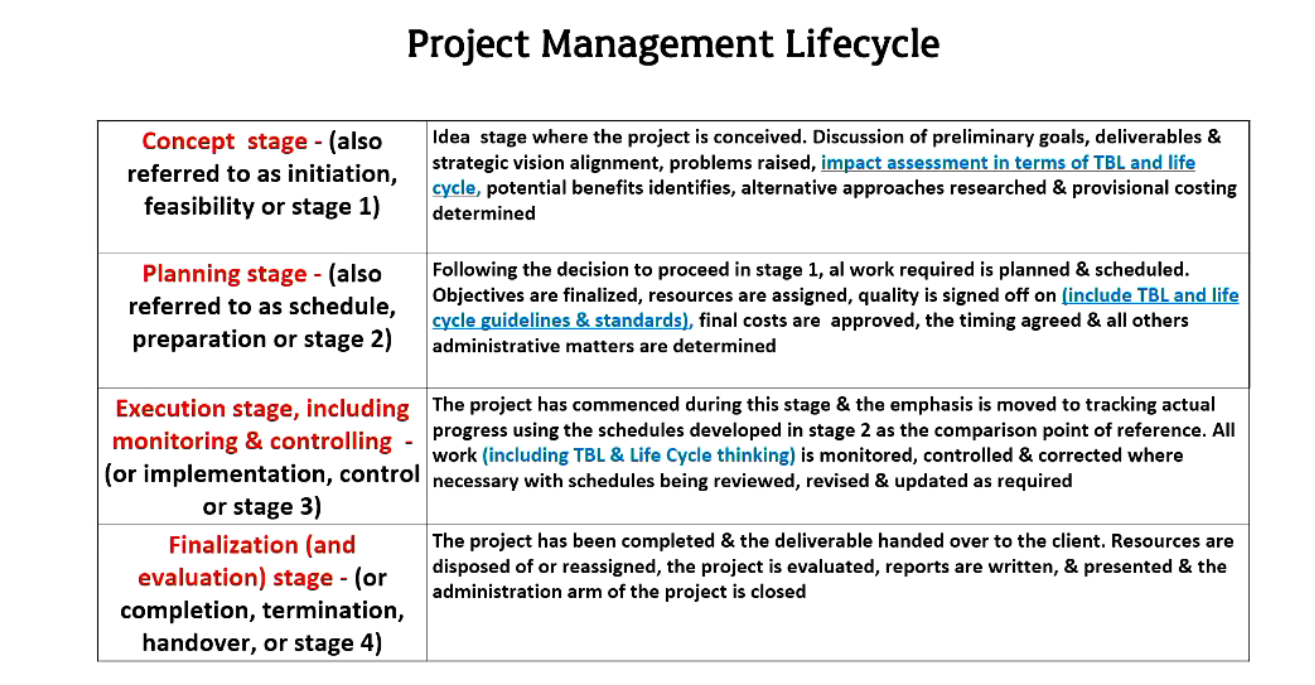 Project Management Lifecycle
Concept stage - (also
referred to as initiation,
feasibility or stage 1)
Idea stage where the project is conceived. Discussion of preliminary goals, deliverables &
strategic vision alignment, problems raised, impact assessment in terms of TBL and life
cycle, potential benefits identifies, alternative approaches researched & provisional costing
determined
Planning stage - (also
referred to as schedule,
preparation or stage 2)
Following the decision to proceed in stage 1, al work required is planned & scheduled.
Objectives are finalized, resources are assigned, quality is signed off on (include TBL and life
cycle guidelines & standards), final costs are approved, the timing agreed & all others
administrative matters are determined
Execution stage, including
monitoring & controlling -
(or implementation, control
or stage 3)
The project has commenced during this stage & the emphasis is moved to tracking actual
progress using the schedules developed in stage 2 as the comparison point of reference. All
work (including TBL & Life Cycle thinking) is monitored, controlled & corrected where
necessary with schedules being reviewed, revised & updated as required
Finalization (and
evaluation) stage - (or
completion, termination,
handover, or stage 4)
The project has been completed & the deliverable handed over to the client. Resources are
disposed of or reassigned, the project is evaluated, reports are written, & presented & the
administration arm of the project is closed